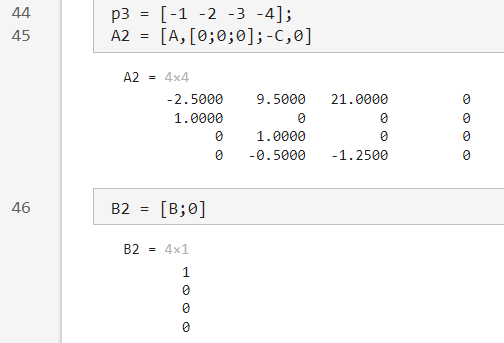 44 p3 = [-1 -2 -3 -4];
45 A2 = [A,[0;0;0];-C,0]
A2 = 4×4
-2.5000 9.5000 21.0000 0
1.0000 0 0 0
0 1.0000 0 0
0 -0.5000 -1.2500 0
46 B2 = [B;0]
B2 = 4×1
1
0
0
0